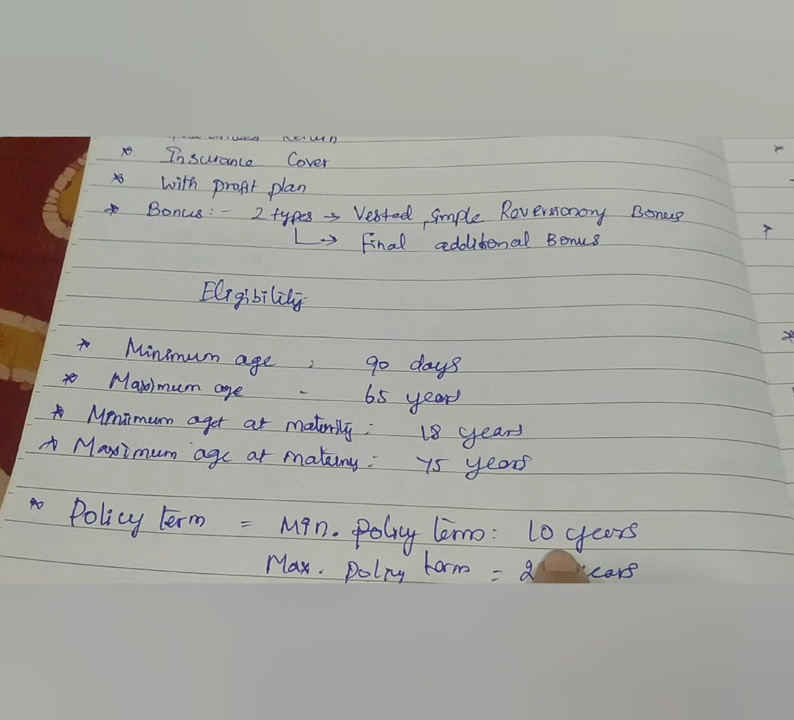 * Insurance Cover
* With profit plan
* Bonus:- 2 types → Vested, Simple Reversionary Bonus
↳ Final additional Bonus
Eligibility
* Minimum age : 90 days
* Maximum age - 65 years
* Minimum age at maturity: 18 years
* Maximum age at maturity: 75 years
* Policy term = Min. policy term: 10 years
Max. policy term = 2 years